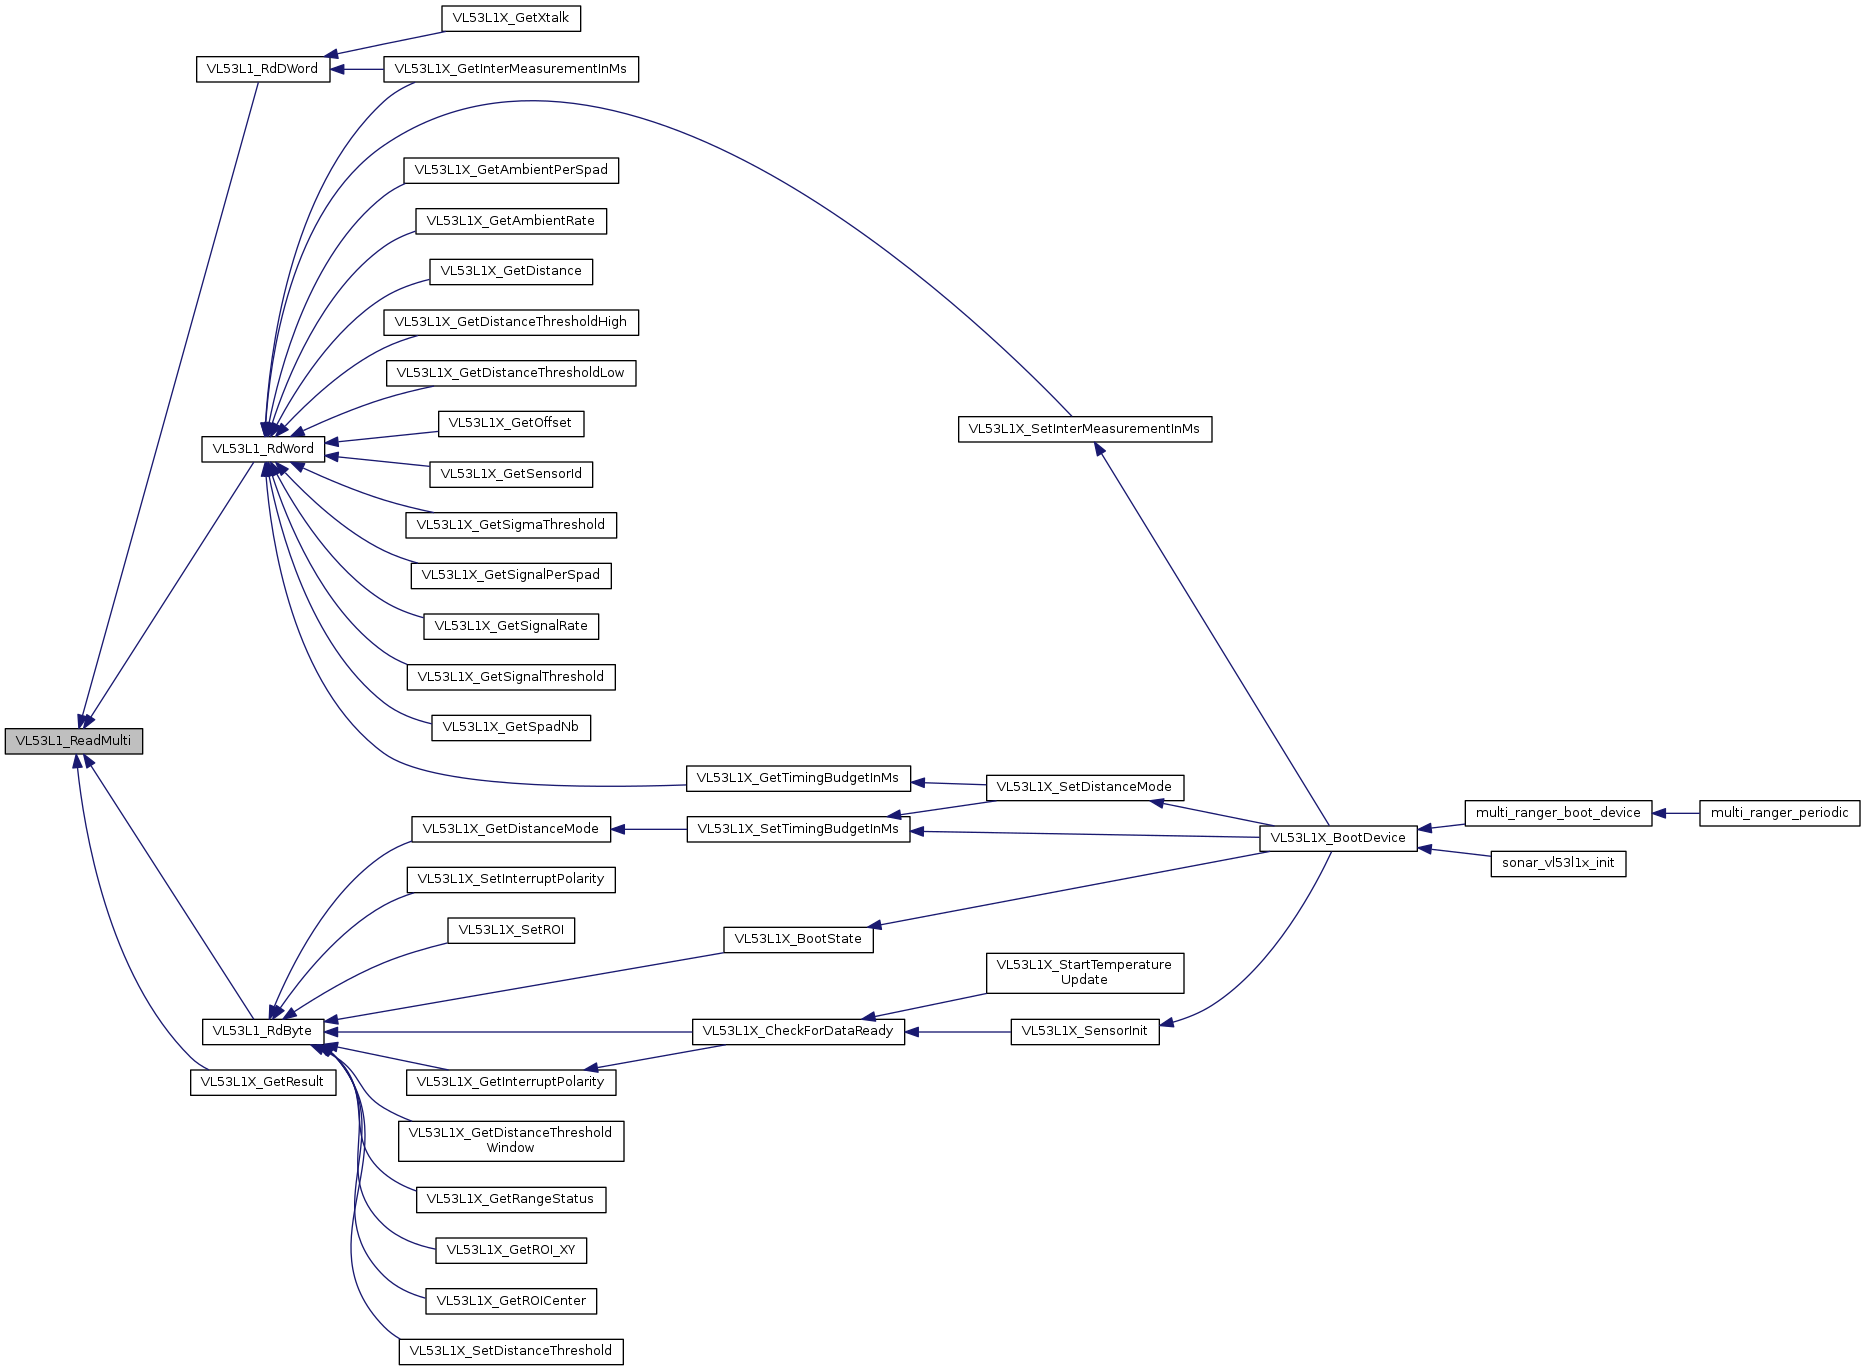 VL53L1X_GetXtalk
VL53L1_RdDWord
VL53L1X_GetInterMeasurementInMs
VL53L1X_GetAmbientPerSpad
VL53L1X_GetAmbientRate
VL53L1X_GetDistance
VL53L1X_GetDistanceThresholdHigh
VL53L1X_GetDistanceThresholdLow
VL53L1X_GetOffset
VL53L1X_SetInterMeasurementInMs
VL53L1_RdWord
VL53L1X_GetSensorId
VL53L1X_GetSigmaThreshold
VL53L1X_GetSignalPerSpad
VL53L1X_GetSignalRate
VL53L1X_GetSignalThreshold
VL53L1X_GetSpadNb
VL53L1_ReadMulti
VL53L1X_GetTimingBudgetInMs
VL53L1X_SetDistanceMode
multi_ranger_boot_device
multi_ranger_periodic
VL53L1X_GetDistanceMode
VL53L1X_SetTimingBudgetInMs
VL53L1X_BootDevice
sonar_vl53l1x_init
VL53L1X_SetInterruptPolarity
VL53L1X_SetROI
VL53L1X_BootState
VL53L1X_StartTemperature
Update
VL53L1_RdByte
VL53L1X_CheckForDataReady
VL53L1X_SensorInit
VL53L1X_GetResult
VL53L1X_GetInterruptPolarity
VL53L1X_GetDistanceThreshold
Window
VL53L1X_GetRangeStatus
VL53L1X_GetROI_XY
VL53L1X_GetROICenter
VL53L1X_SetDistanceThreshold